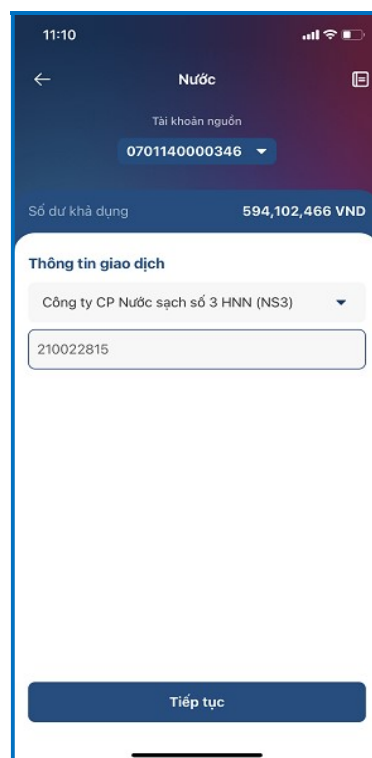 11:10
Nước
Tài khoản nguồn
0701140000346
Số dư khả dụng 594,102,466 VND
Thông tin giao dịch
Công ty CP Nước sạch số 3 HNN (NS3)
210022815
Tiếp tục